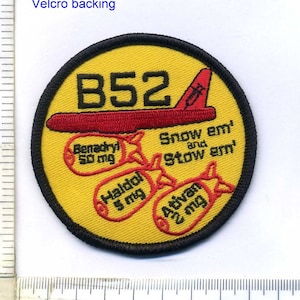 Velcro backing
B52
Snow em'
and
Stow em'
Benadryl
50 mg
Haldol
5 mg
Ativan
2 mg